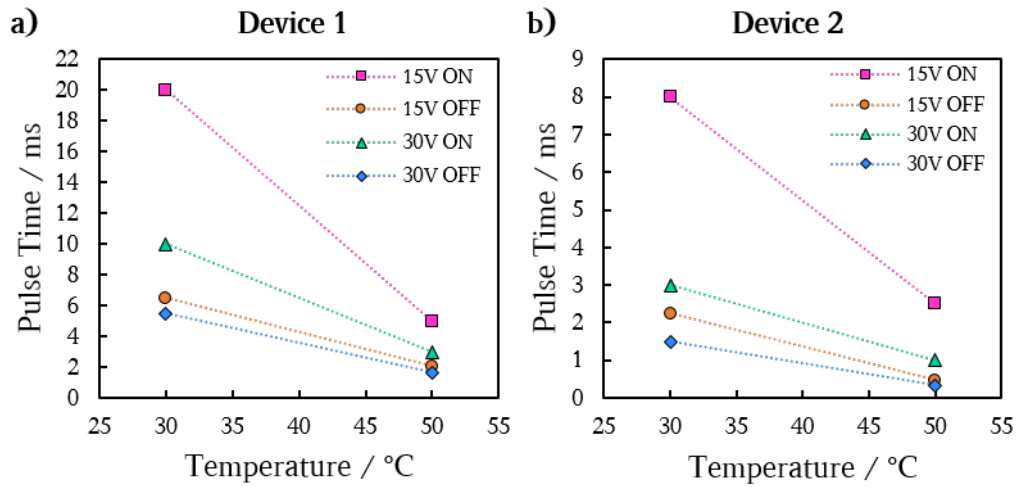 a)
Device 1
Pulse Time / ms
22
20
18
16
14
12
10
8
6
4
2
0
15V ON
15V OFF
30V ON
30V OFF
25 30 35 40 45 50 55
Temperature / °C
b)
Device 2
Pulse Time / ms
9
8
7
6
5
4
3
2
1
0
15V ON
15V OFF
30V ON
30V OFF
25 30 35 40 45 50 55
Temperature / °C